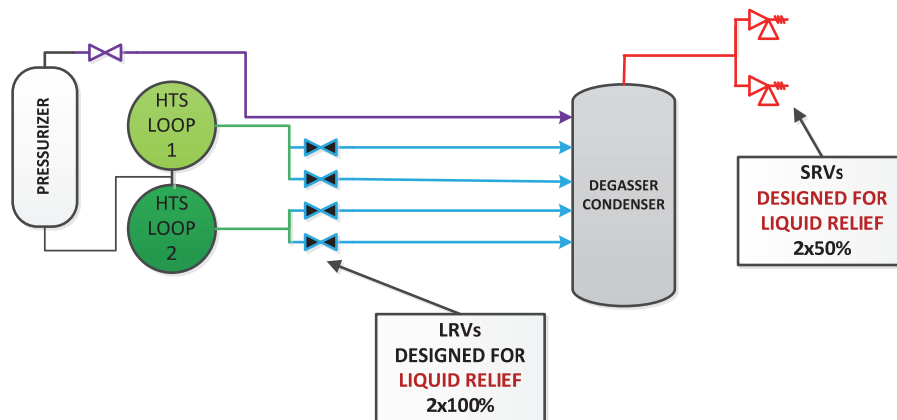 PRESSURIZER
HTS
LOOP
1
HTS
LOOP
2
DEGASSER
CONDENSER
SRVs
DESIGNED FOR
LIQUID RELIEF
2x50%
LRVs
DESIGNED FOR
LIQUID RELIEF
2x100%